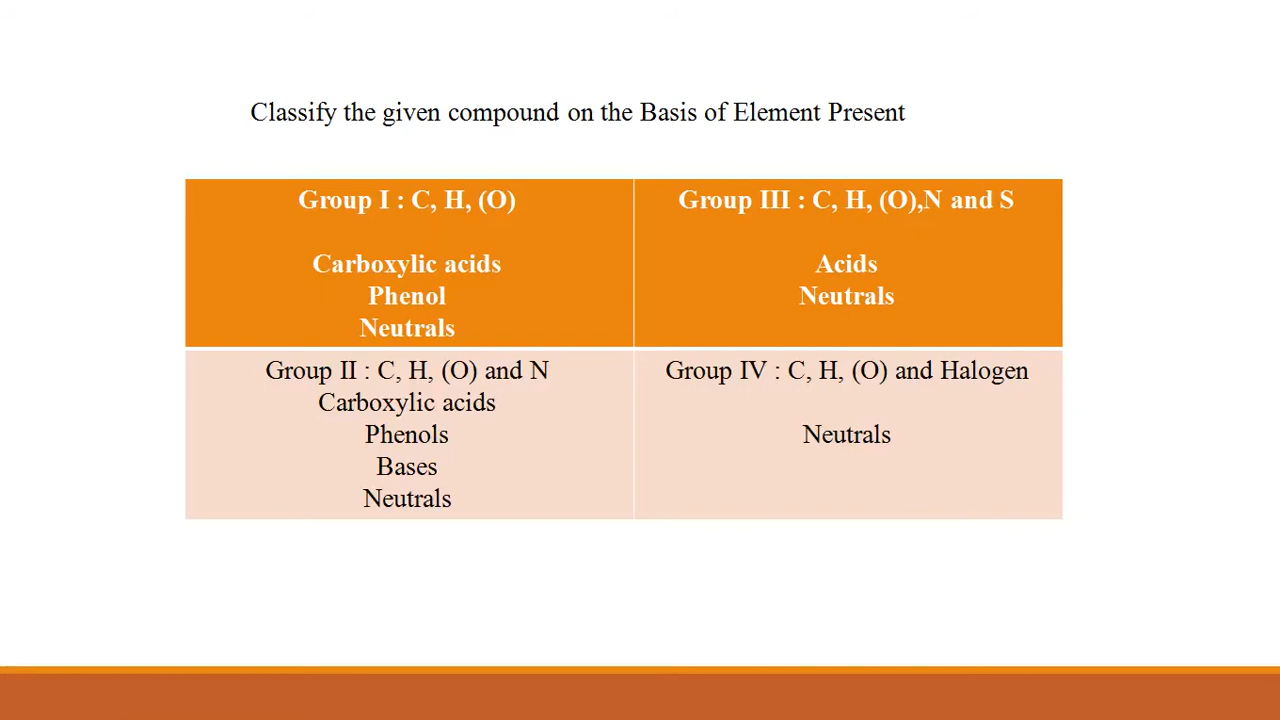 Classify the given compound on the Basis of Element Present
Group I : C, H, (O)
Carboxylic acids
Phenol
Neutrals
Group III : C, H, (O),N and S
Acids
Neutrals
Group II : C, H, (O) and N
Carboxylic acids
Phenols
Bases
Neutrals
Group IV : C, H, (O) and Halogen
Neutrals